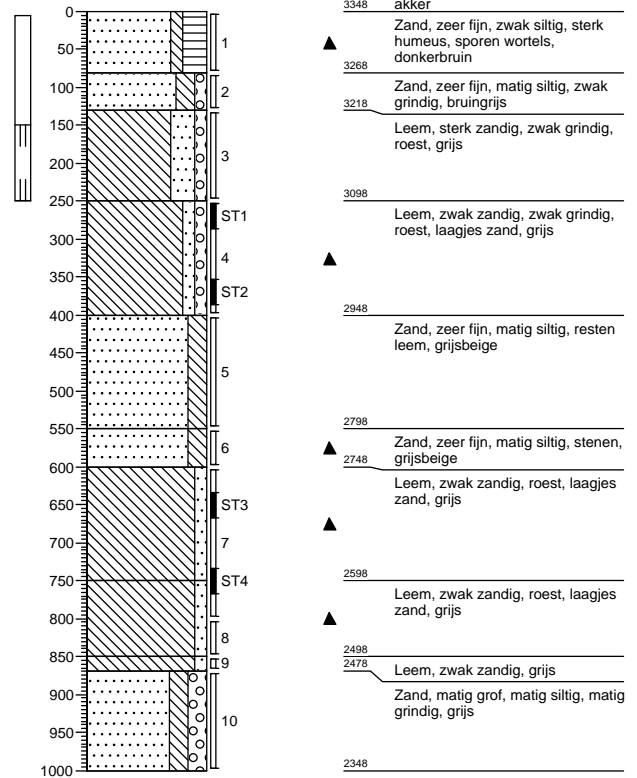 0
50
100
150
200
250
300
350
400
450
500
550
600
650
700
750
800
850
900
950
1000
1
2
3
ST1
4
ST2
5
6
ST3
7
ST4
8
9
10
3348 akker
Zand, zeer fijn, zwak siltig, sterk
humeus, sporen wortels,
donkerbruin
3268
Zand, zeer fijn, matig siltig, zwak
grindig, bruingrijs
3218
Leem, sterk zandig, zwak grindig,
roest, grijs
3098
Leem, zwak zandig, zwak grindig,
roest, laagjes zand, grijs
2948
Zand, zeer fijn, matig siltig, resten
leem, grijsbeige
2798
Zand, zeer fijn, matig siltig, stenen,
grijsbeige
2748
Leem, zwak zandig, roest, laagjes
zand, grijs
2598
Leem, zwak zandig, roest, laagjes
zand, grijs
2498
2478
Leem, zwak zandig, grijs
Zand, matig grof, matig siltig, matig
grindig, grijs
2348